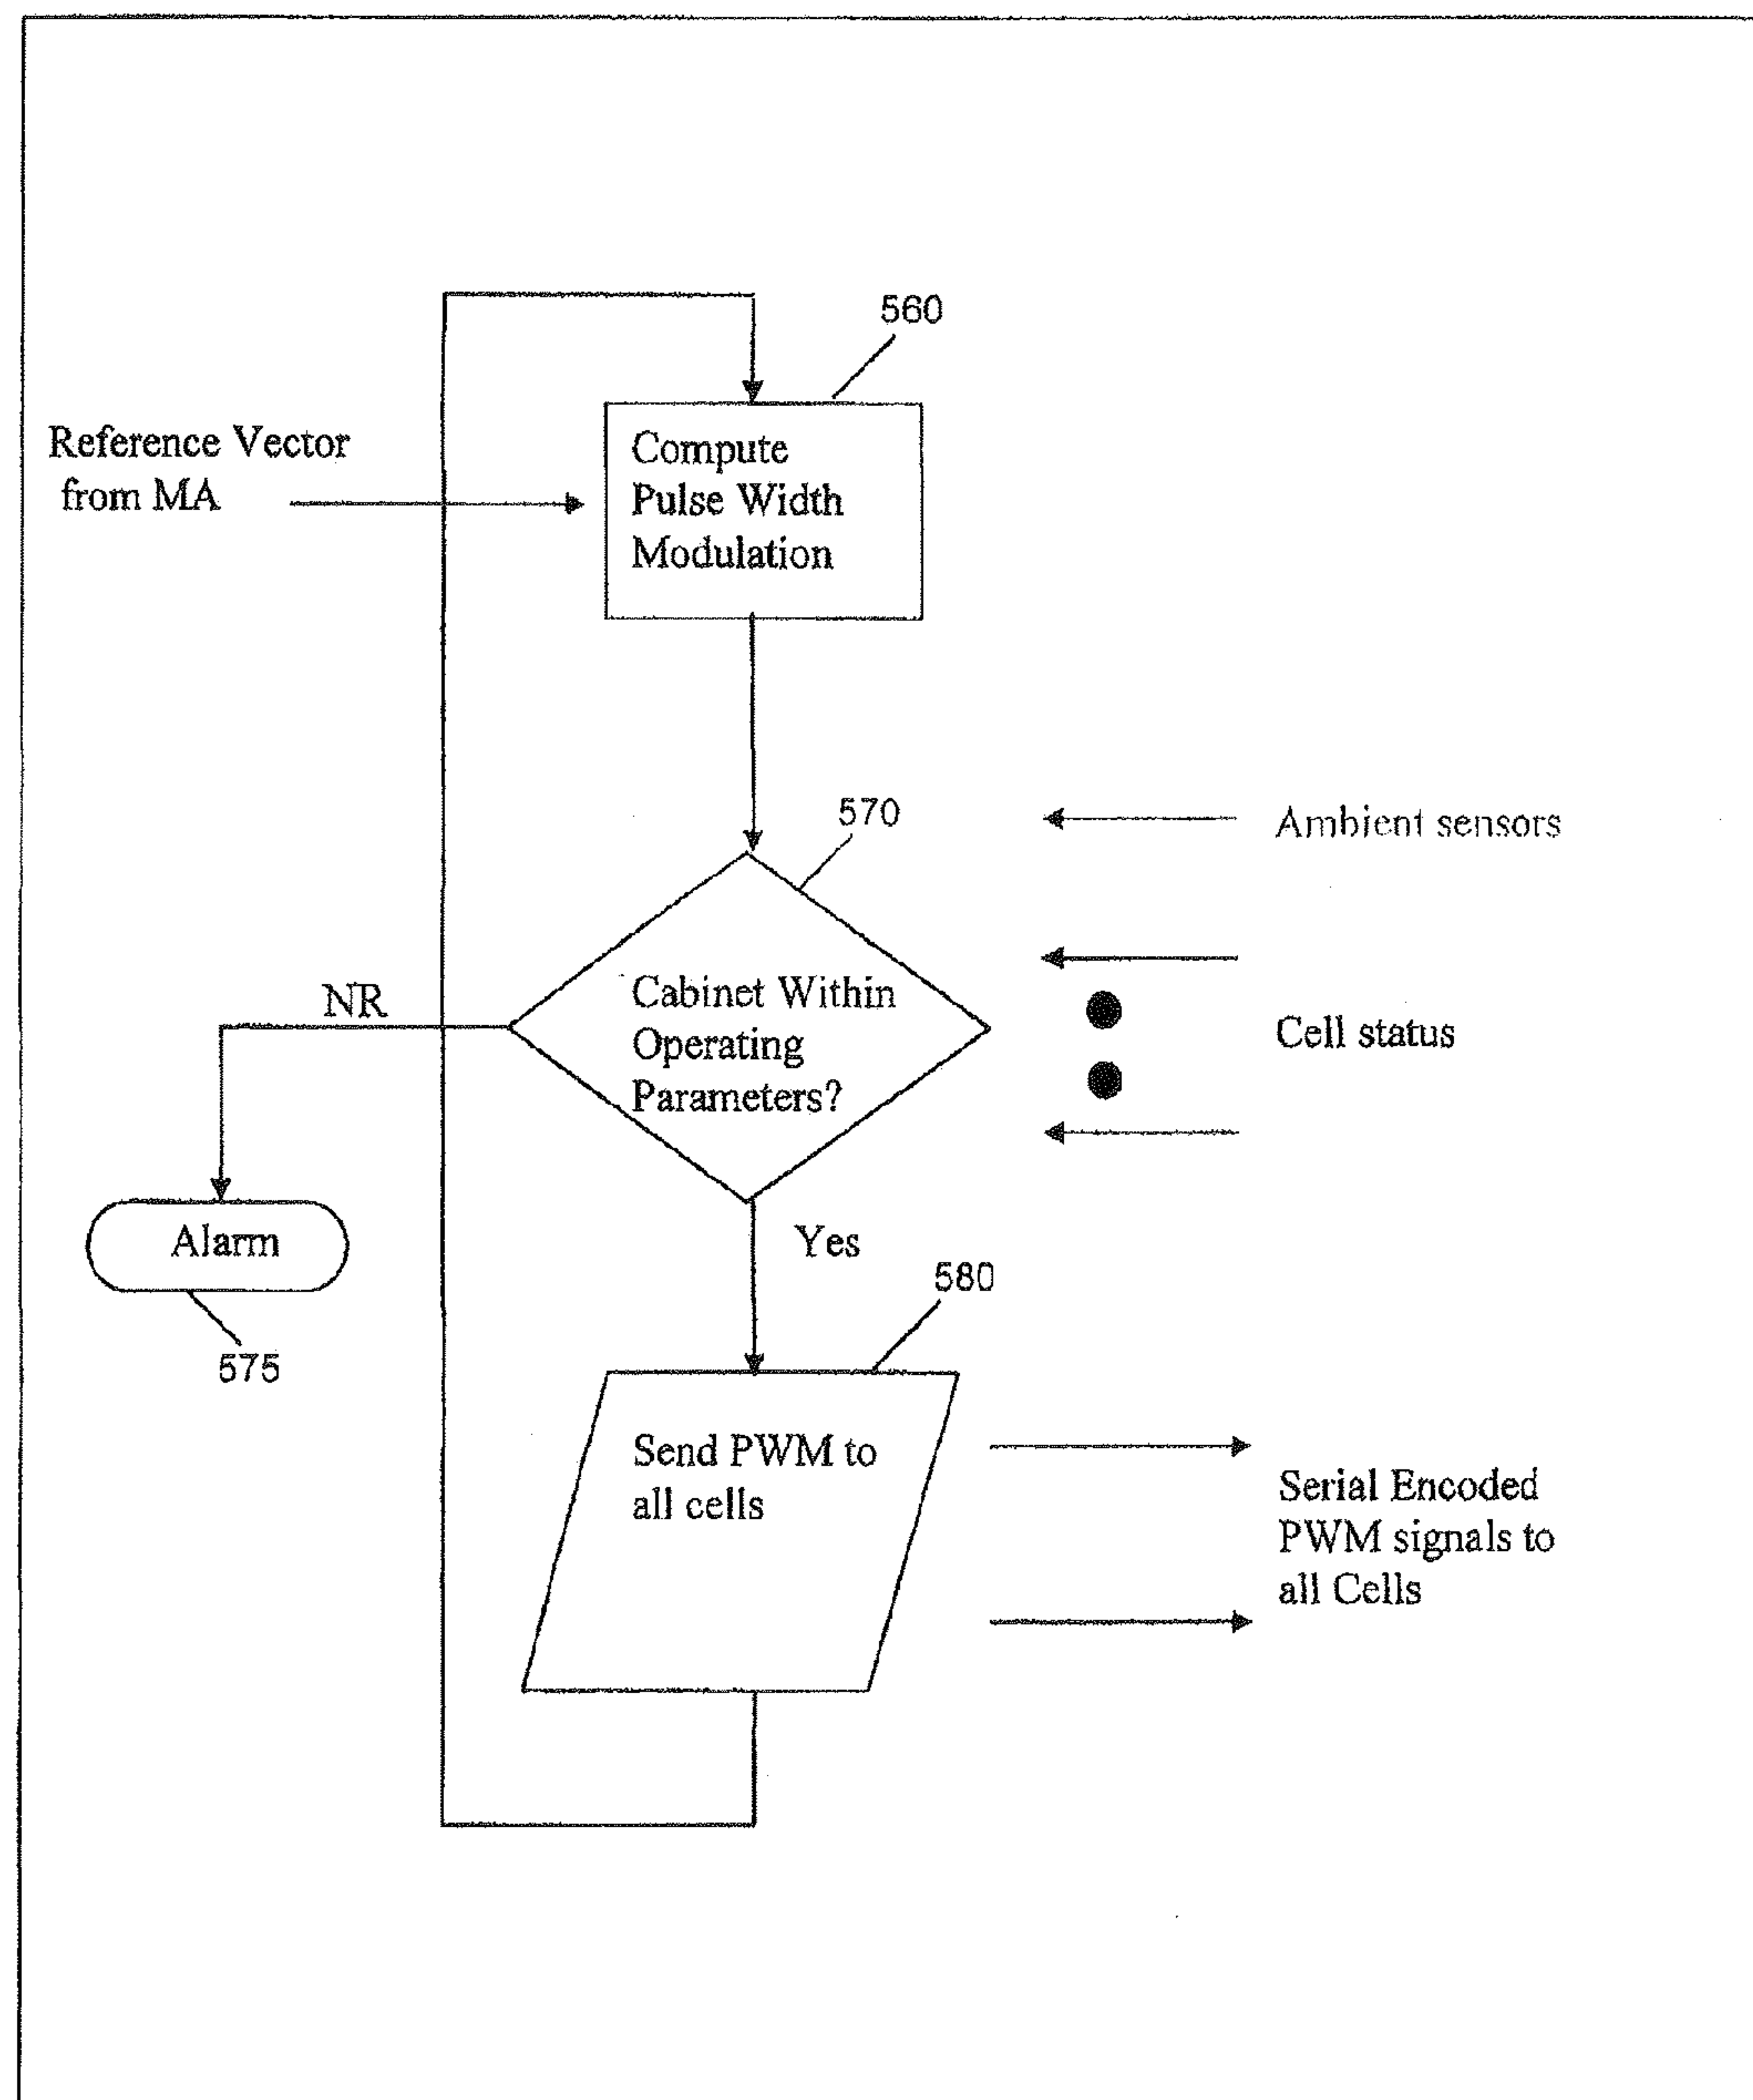 560
Reference Vector
from MA
Compute
Pulse Width
Modulation
570
Ambient sensors
NR
Cabinet Within
Operating
Parameters?
Cell status
Alarm
Yes
580
575
Send PWM to
all cells
Serial Encoded
PWM signals to
all Cells